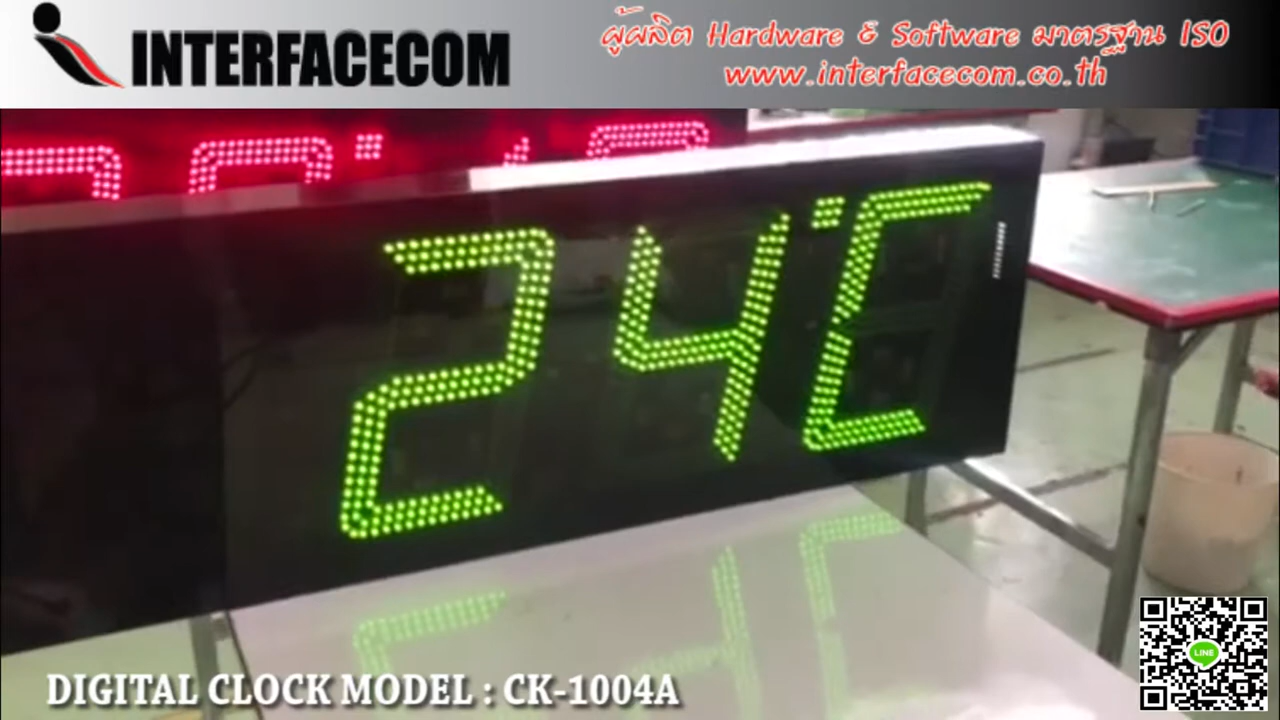 INTERFACECOM
ผู้ผลิต Hardware & Software มาตรฐาน ISO
www.interfacecom.co.th
24°C
DIGITAL CLOCK MODEL : CK-1004A
LINE